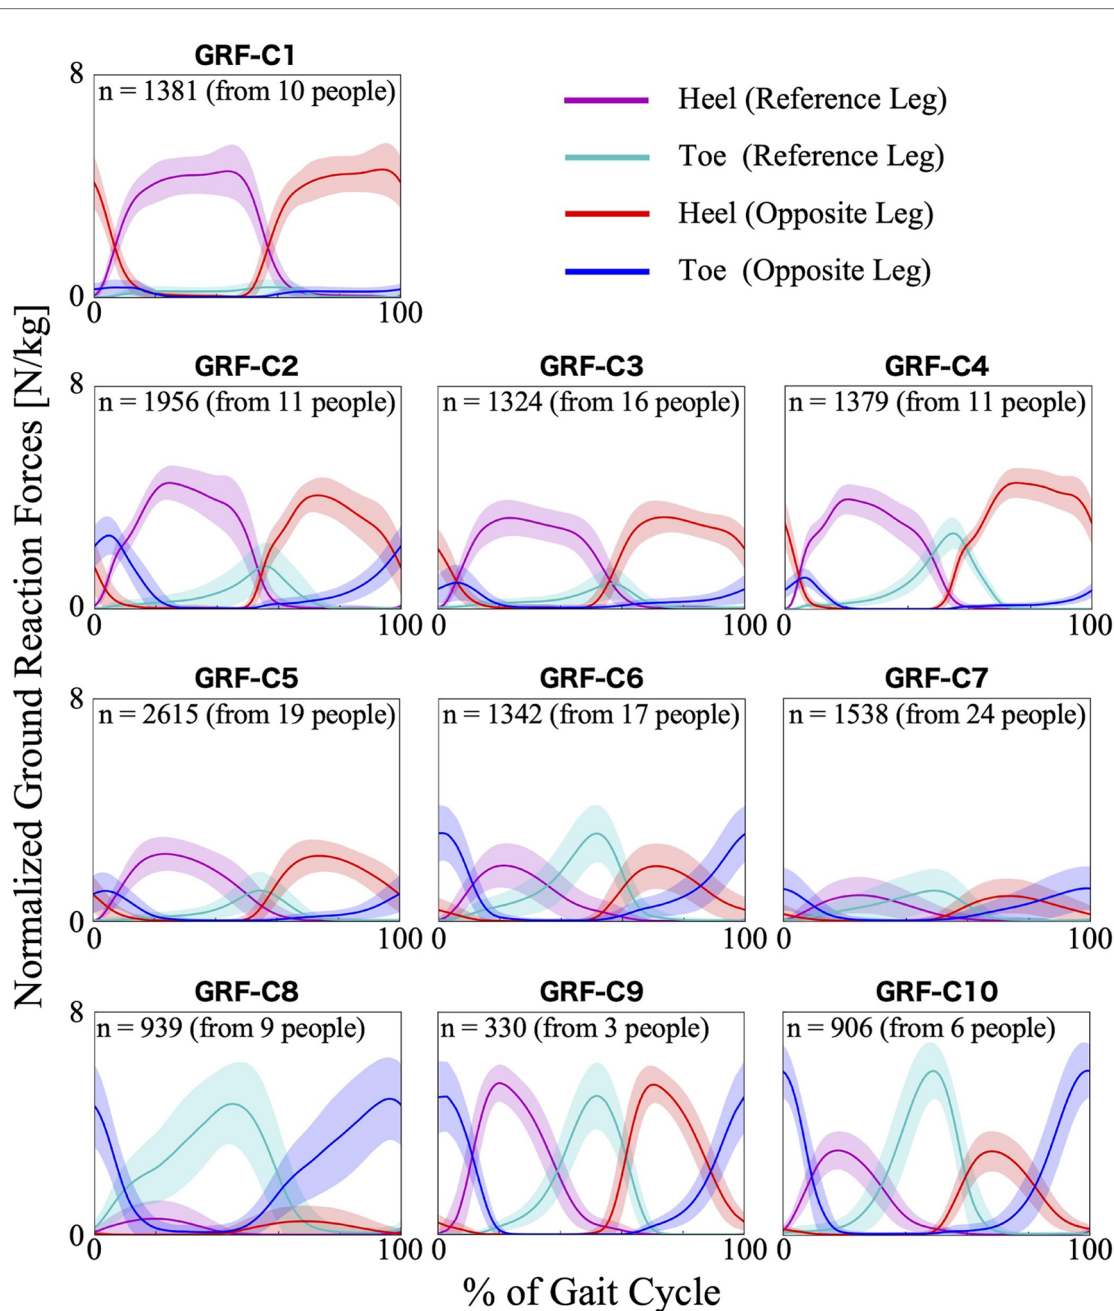 GRF-C1
8
n = 1381 (from 10 people)
0
0
100
Heel (Reference Leg)
Toe (Reference Leg)
Heel (Opposite Leg)
Toe (Opposite Leg)
Normalized Ground Reaction Forces [N/kg]
GRF-C2
8
n = 1956 (from 11 people)
0
0
100
GRF-C3
n = 1324 (from 16 people)
0
100
GRF-C4
n = 1379 (from 11 people)
0
100
GRF-C5
8
n = 2615 (from 19 people)
0
0
100
GRF-C6
n = 1342 (from 17 people)
0
100
GRF-C7
n = 1538 (from 24 people)
0
100
GRF-C8
8
n = 939 (from 9 people)
0
0
100
GRF-C9
n = 330 (from 3 people)
0
100
GRF-C10
n = 906 (from 6 people)
0
100
% of Gait Cycle